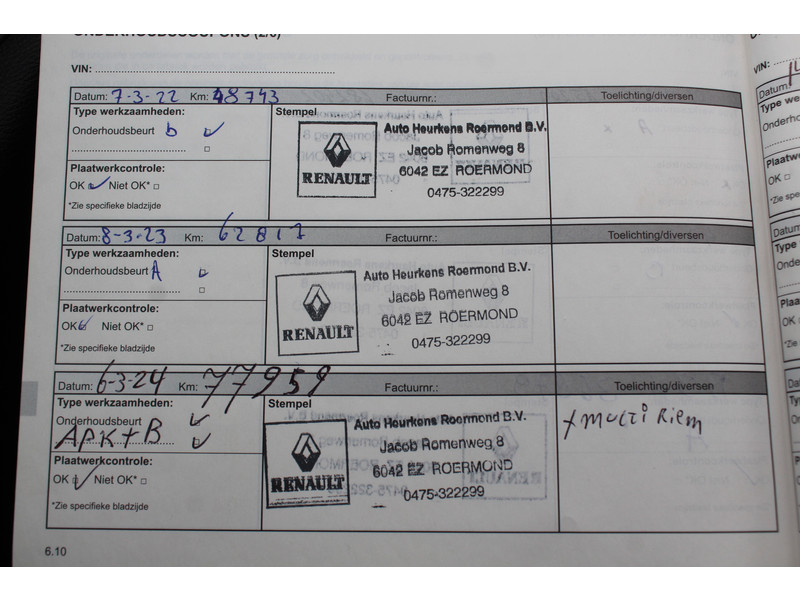 VIN:
Datum: 7-3-22 Km: 48743 Factuurnr.: Toelichting/diversen
Type werkzaamheden: Stempel
Onderhoudsbeurt b
Plaatwerkcontrole:
OK Niet OK*
*Zie specifieke bladzijde
RENAULT
Auto Heurkens Roermond B.V.
Jacob Romenweg 8
6042 EZ ROERMOND
0475-322299
Datum: 8-3-23 Km: 62817 Factuurnr.: Toelichting/diversen
Type werkzaamheden: Stempel
Onderhoudsbeurt A
Plaatwerkcontrole:
OK Niet OK*
*Zie specifieke bladzijde
RENAULT
Auto Heurkens Roermond B.V.
Jacob Romenweg 8
6042 EZ ROERMOND
0475-322299
Datum: 6-3-24 Km: 77959 Factuurnr.: Toelichting/diversen
Type werkzaamheden: Stempel
Onderhoudsbeurt
APK+B
Plaatwerkcontrole:
OK Niet OK*
*Zie specifieke bladzijde
RENAULT
Auto Heurkens Roermond B.V.
Jacob Romenweg 8
6042 EZ ROERMOND
0475-322299
+ multi Riem
6.10
VIN:
Datum:
OK
Datum:
OK